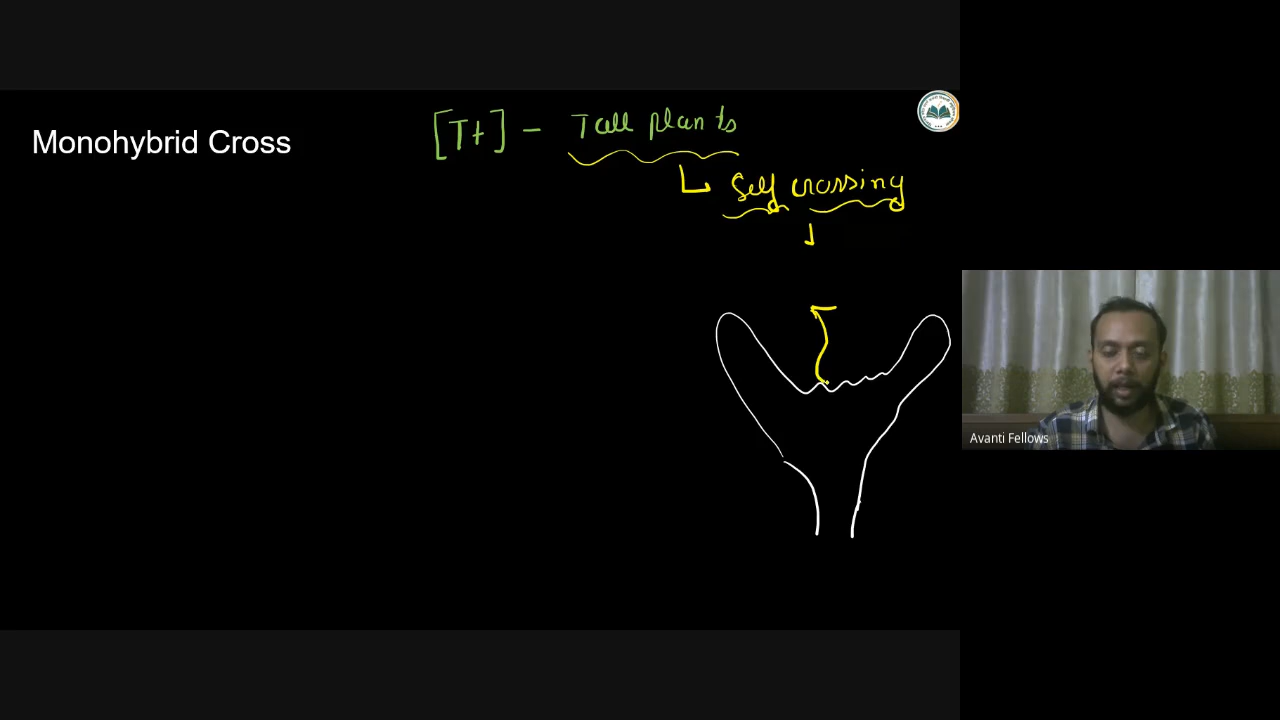 Monohybrid Cross
[Tt] - Tall plants
Self crossing
Avanti Fellows